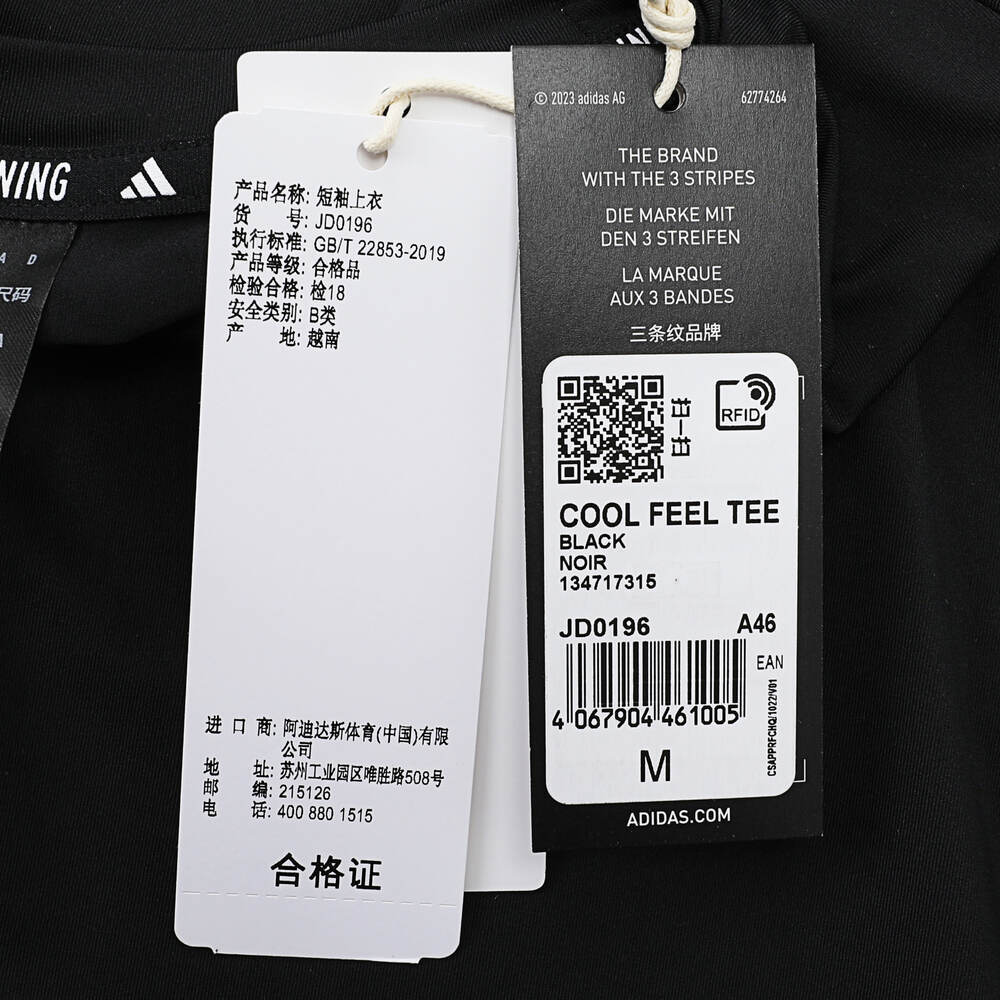 NING
A D
尺码
A
产品名称: 短袖上衣
货 号: JD0196
执行标准: GB/T 22853-2019
产品等级: 合格品
检验合格: 检18
安全类别: B类
产 地: 越南
进 口 商: 阿迪达斯体育(中国)有限
公司
地 址: 苏州工业园区唯胜路508号
邮 编: 215126
电 话: 400 880 1515
合格证
© 2023 adidas AG 62774264
THE BRAND
WITH THE 3 STRIPES
DIE MARKE MIT
DEN 3 STREIFEN
LA MARQUE
AUX 3 BANDES
三条纹品牌
扫一扫
RFID
COOL FEEL TEE
BLACK
NOIR
134717315
JD0196 A46
EAN
4 067904 461005
CSAPPRFCHQ/1022/V01
M
ADIDAS.COM